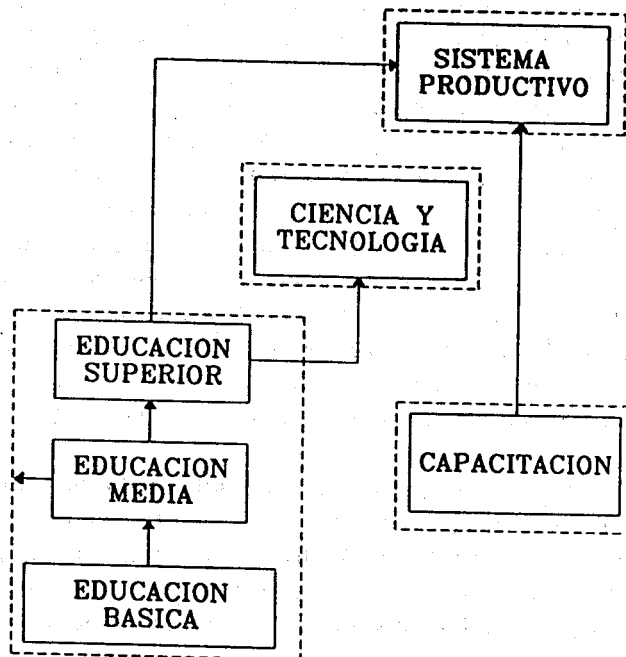 SISTEMA
PRODUCTIVO
CIENCIA Y
TECNOLOGIA
EDUCACION
SUPERIOR
EDUCACION
MEDIA
CAPACITACION
EDUCACION
BASICA